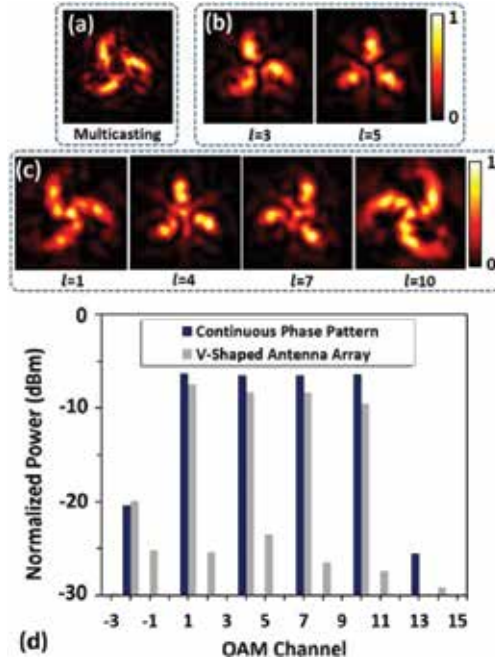 (a)
(b)
1
0
Multicasting
ℓ=3
ℓ=5
(c)
1
0
ℓ=1
ℓ=4
ℓ=7
ℓ=10
0
-10
-20
-30
Normalized Power (dBm)
Continuous Phase Pattern
V-Shaped Antenna Array
-3 -1 1 3 5 7 9 11 13 15
OAM Channel
(d)